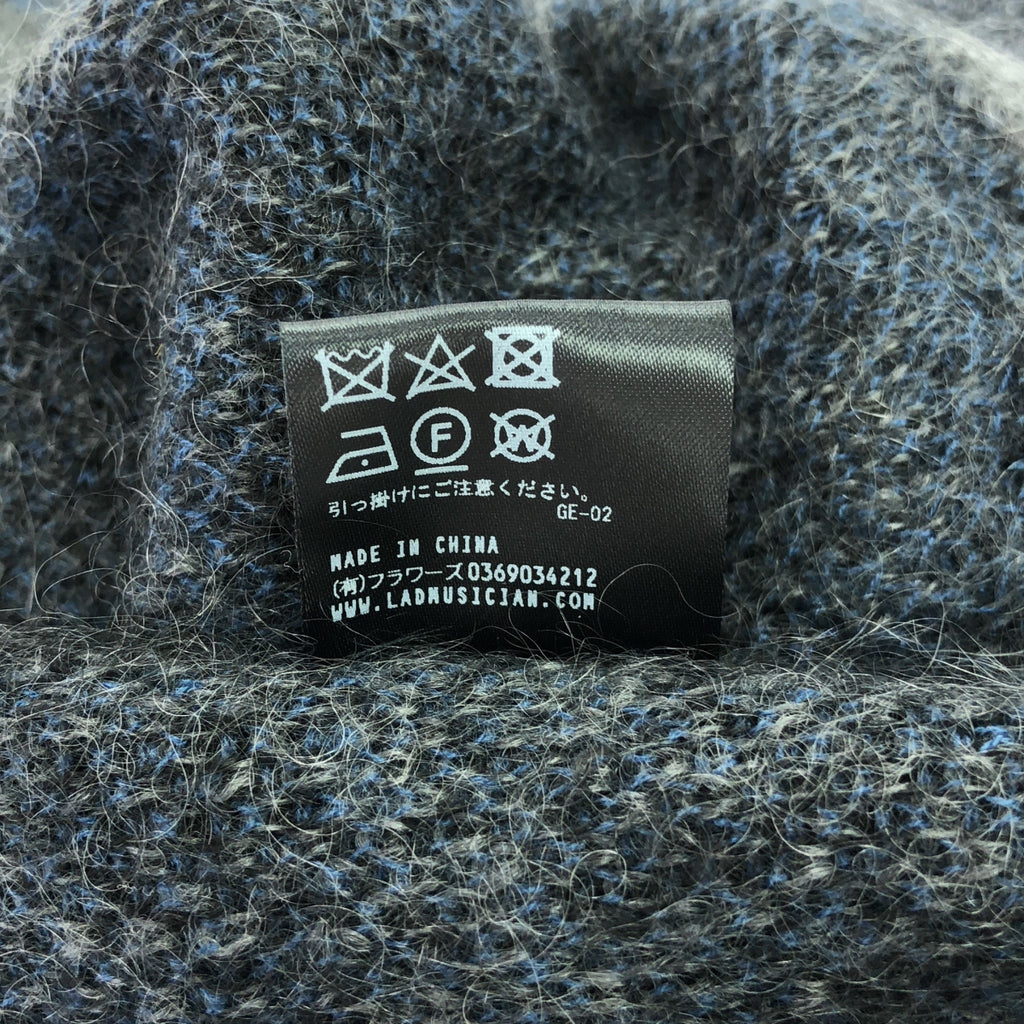 F W
引っ掛けにご注意ください。
GE-02
MADE IN CHINA
(有)フラワーズ0369034212
WWW.LADMUSICIAN.COM